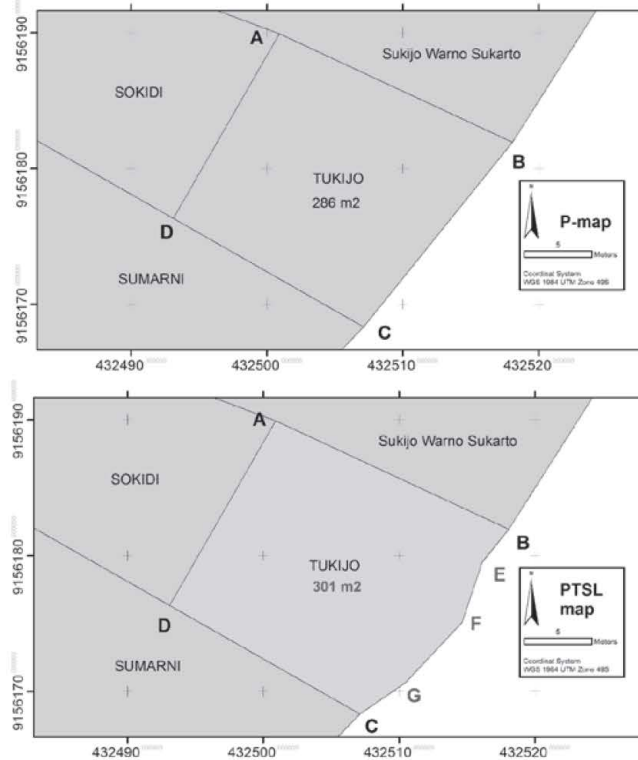 9156190
9156180
9156170
A
Sukijo Warno Sukarto
SOKIDI
B
TUKIJO
286 m2
D
SUMARNI
C
P-map
5
Meters
Coordinat System
WGS 1984 UTM Zone 49S
432490
432500
432510
432520
9156190
9156180
9156170
A
Sukijo Warno Sukarto
SOKIDI
B
E
TUKIJO
301 m2
F
D
SUMARNI
G
C
PTSL
map
Meters
Coordinat System
WGS 1984 UTM Zone 49S
432490
432500
432510
432520